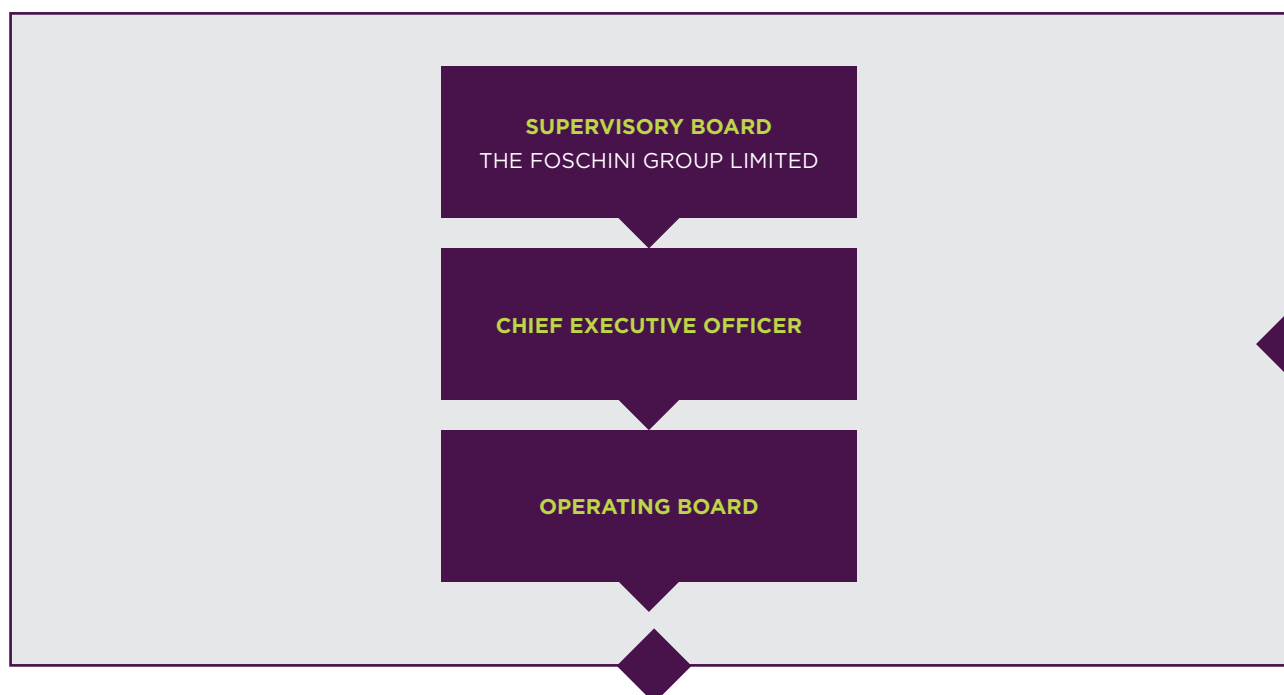 SUPERVISORY BOARD
THE FOSCHINI GROUP LIMITED
CHIEF EXECUTIVE OFFICER
OPERATING BOARD